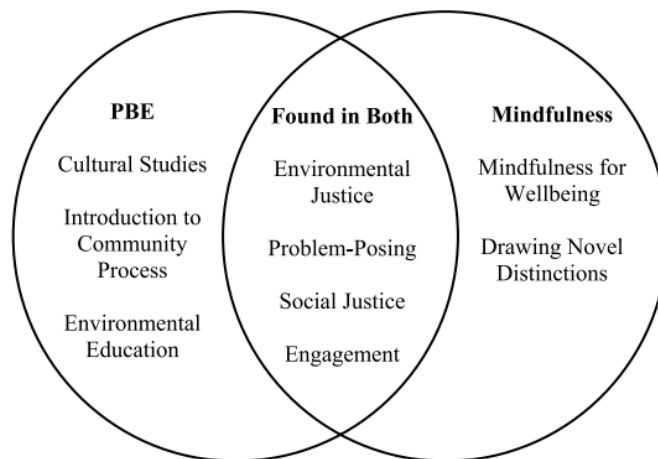 PBE
Cultural Studies
Introduction to
Community
Process
Environmental
Education
Found in Both
Environmental
Justice
Problem-Posing
Social Justice
Engagement
Mindfulness
Mindfulness for
Wellbeing
Drawing Novel
Distinctions